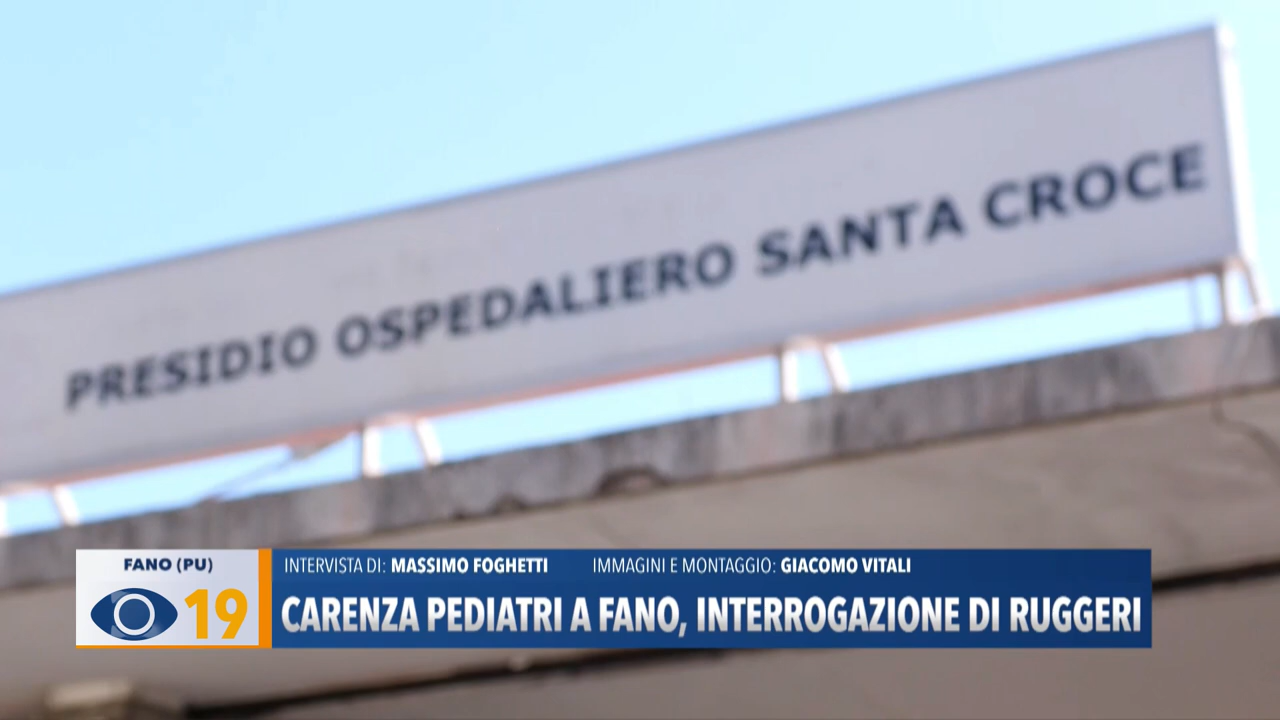 PRESIDIO OSPEDALIERO SANTA CROCE
FANO (PU)
19
INTERVISTA DI: MASSIMO FOGHETTI IMMAGINI E MONTAGGIO: GIACOMO VITALI
CARENZA PEDIATRI A FANO, INTERROGAZIONE DI RUGGERI